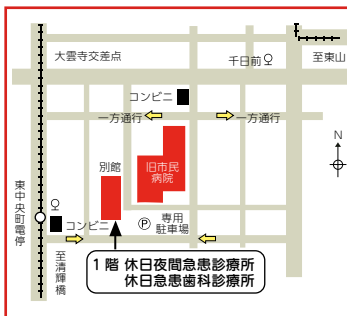 大雲寺交差点
千日前
至東山
コンビニ
一方通行
一方通行
N
別館
旧市民
病院
東中央町電停
コンビニ
P
専用
駐車場
至清輝橋
1階 休日夜間急患診療所
休日急患歯科診療所